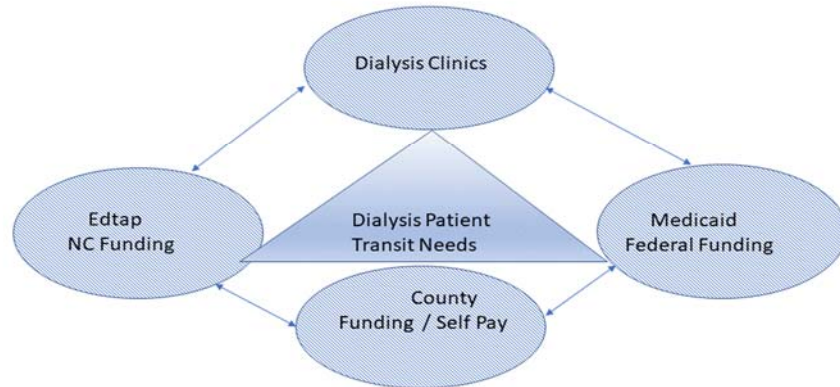 Dialysis Clinics
Edtap
NC Funding
Dialysis Patient
Transit Needs
Medicaid
Federal Funding
County
Funding / Self Pay